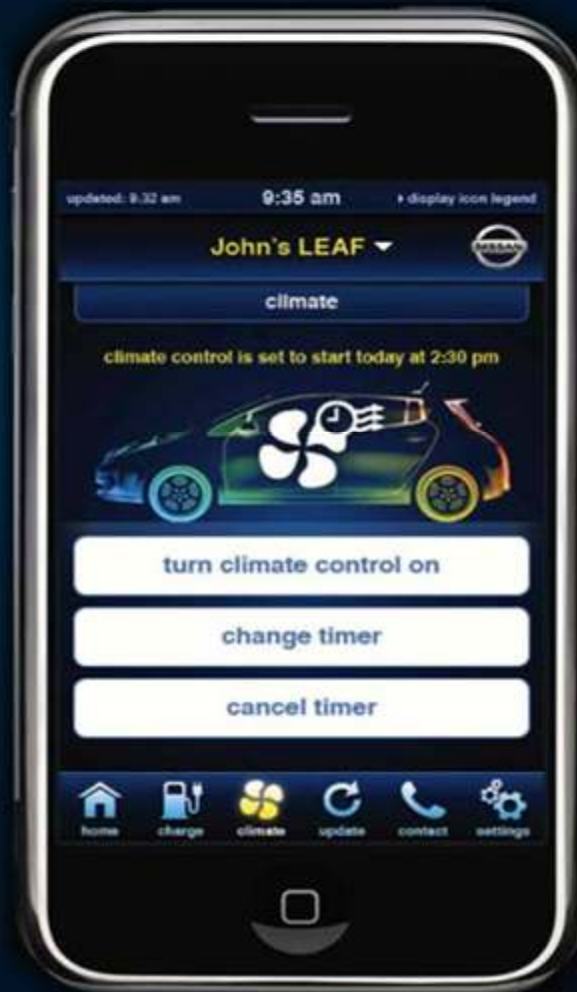 updated: 9:32 am 9:35 am display icon legend
John's LEAF
NISSAN
climate
climate control is set to start today at 2:30 pm
turn climate control on
change timer
cancel timer
home charge climate update contact settings